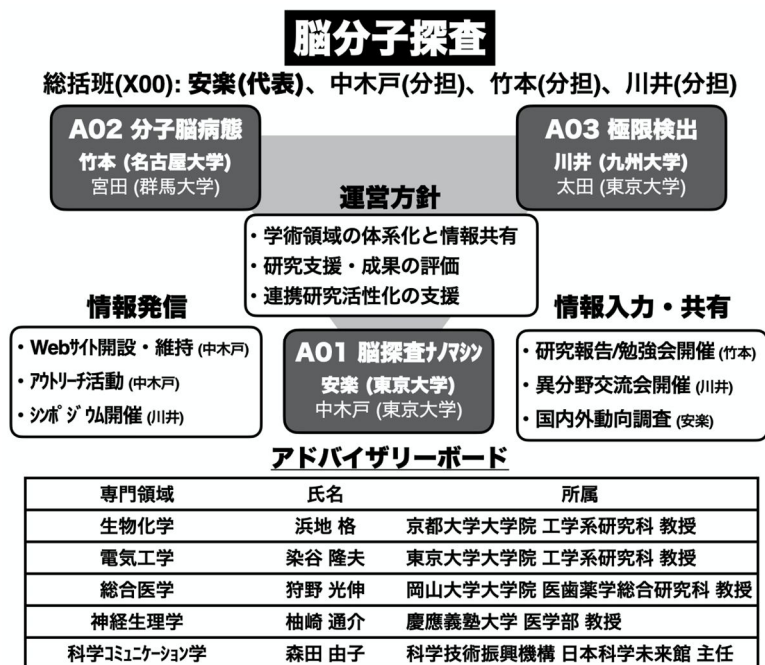 脳分子探査
総括班(X00): 安楽(代表)、中木戸(分担)、竹本(分担)、川井(分担)
A02 分子脳病態
竹本 (名古屋大学)
宮田 (群馬大学)
A03 極限検出
川井 (九州大学)
太田 (東京大学)
運営方針
・学術領域の体系化と情報共有
・研究支援・成果の評価
・連携研究活性化の支援
情報発信
・Webｻｲﾄ開設・維持 (中木戸)
・ｱｳﾄﾘｰﾁ活動 (中木戸)
・ｼﾝﾎﾟｼﾞｳﾑ開催 (川井)
A01 脳探査ﾅﾉﾏｼﾝ
安楽 (東京大学)
中木戸 (東京大学)
情報入力・共有
・研究報告/勉強会開催 (竹本)
・異分野交流会開催 (川井)
・国内外動向調査 (安楽)
アドバイザリーボード
専門領域 氏名 所属
生物化学 浜地 格 京都大学大学院 工学系研究科 教授
電気工学 染谷 隆夫 東京大学大学院 工学系研究科 教授
総合医学 狩野 光伸 岡山大学大学院 医歯薬学総合研究科 教授
神経生理学 柚崎 通介 慶應義塾大学 医学部 教授
科学ｺﾐｭﾆｹｰｼｮﾝ学 森田 由子 科学技術振興機構 日本科学未来館 主任